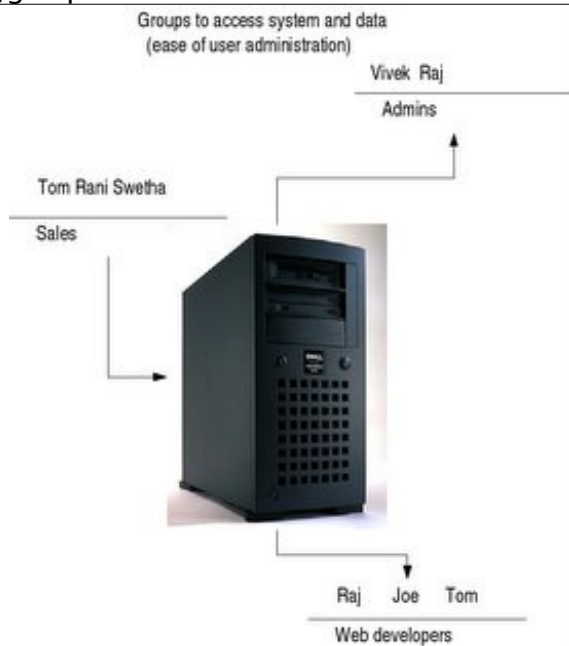 Groups to access system and data
(ease of user administration)
Vivek Raj
Admins
Tom Rani Swetha
Sales
DELL
Raj Joe Tom
Web developers